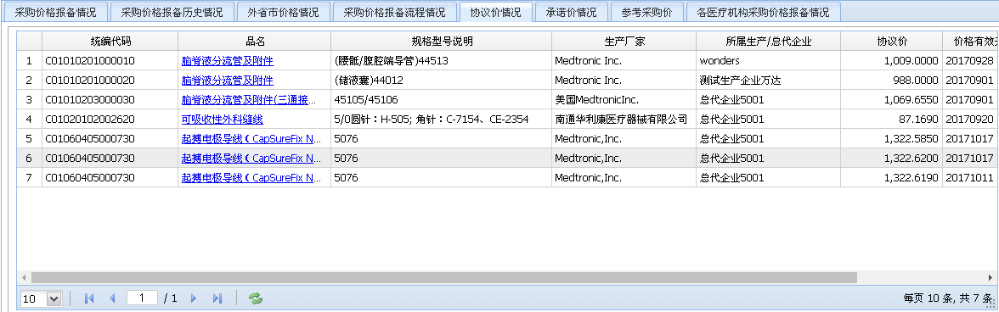 采购价格报备情况 采购价格报备历史情况 外省市价格情况 采购价格报备流程情况 协议价情况 承诺价情况 参考采购价 各医疗机构采购价格报备情况
统编代码 品名 规格型号说明 生产厂家 所属生产/总代企业 协议价 价格有效
1 C01010201000010 脑脊液分流管及附件 (腰骶/腹腔端导管)44513 Medtronic Inc. wonders 1,009.0000 20170928
2 C01010201000020 脑脊液分流管及附件 (储液囊)44012 Medtronic Inc. 测试生产企业万达 988.0000 20170901
3 C01010203000030 脑脊液分流管及附件(三通接... 45105/45106 美国MedtronicInc. 总代企业5001 1,069.6550 20170901
4 C01020102002620 可吸收性外科缝线 5/0圆针：H-505; 角针：C-7154、CE-2354 南通华利康医疗器械有限公司 总代企业5001 87.1690 20170920
5 C01060405000730 起搏电极导线（CapSureFix N... 5076 Medtronic,Inc. 总代企业5001 1,322.5850 20171017
6 C01060405000730 起搏电极导线（CapSureFix N... 5076 Medtronic,Inc. 总代企业5001 1,322.6200 20171017
7 C01060405000730 起搏电极导线（CapSureFix N... 5076 Medtronic,Inc. 总代企业5001 1,322.6190 20171011
10 1 / 1 每页 10 条, 共 7 条